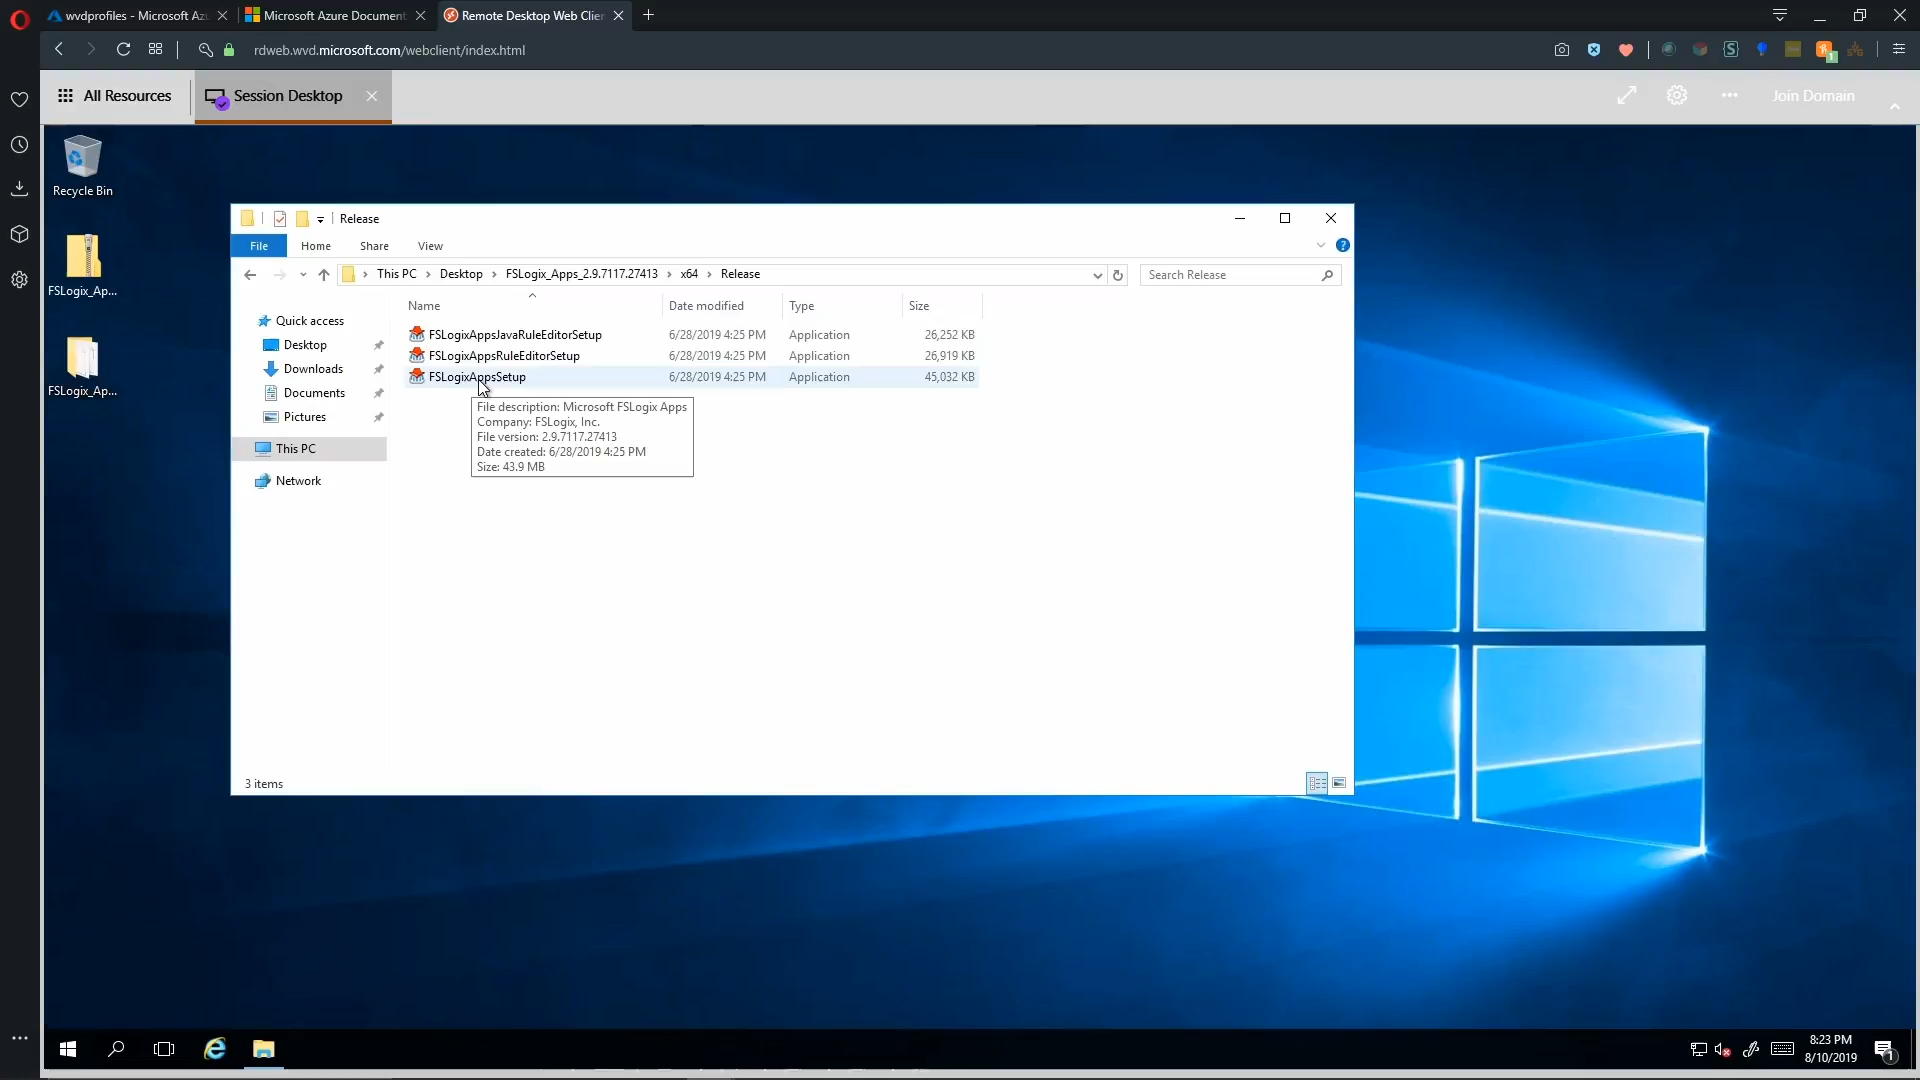 wvdprofiles - Microsoft Az
Microsoft Azure Document
Remote Desktop Web Clie
rdweb.wvd.microsoft.com/webclient/index.html
All Resources
Session Desktop
Join Domain
Recycle Bin
FSLogix_Ap...
FSLogix_Ap...
Release
File
Home
Share
View
This PC
Desktop
FSLogix_Apps_2.9.7117.27413
x64
Release
Search Release
Name
Date modified
Type
Size
FSLogixAppsJavaRuleEditorSetup 6/28/2019 4:25 PM Application 26,252 KB
FSLogixAppsRuleEditorSetup 6/28/2019 4:25 PM Application 26,919 KB
FSLogixAppsSetup 6/28/2019 4:25 PM Application 45,032 KB
File description: Microsoft FSLogix Apps
Company: FSLogix, Inc.
File version: 2.9.7117.27413
Date created: 6/28/2019 4:25 PM
Size: 43.9 MB
Quick access
Desktop
Downloads
Documents
Pictures
This PC
Network
3 items
8:23 PM
8/10/2019
1